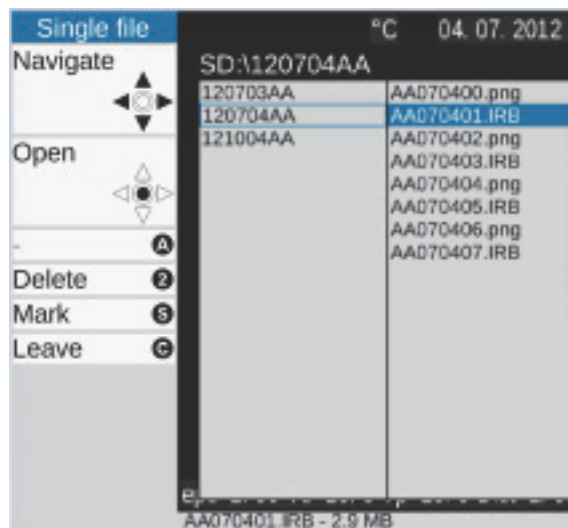 Single file
°C 04. 07. 2012
Navigate
SD:\120704AA
120703AA
120704AA
121004AA
AA070400.png
AA070401.IRB
AA070402.png
AA070403.IRB
AA070404.png
AA070405.IRB
AA070406.png
AA070407.IRB
Open
- A
Delete 2
Mark S
Leave C
AA070401.IRB - 2.9 MB